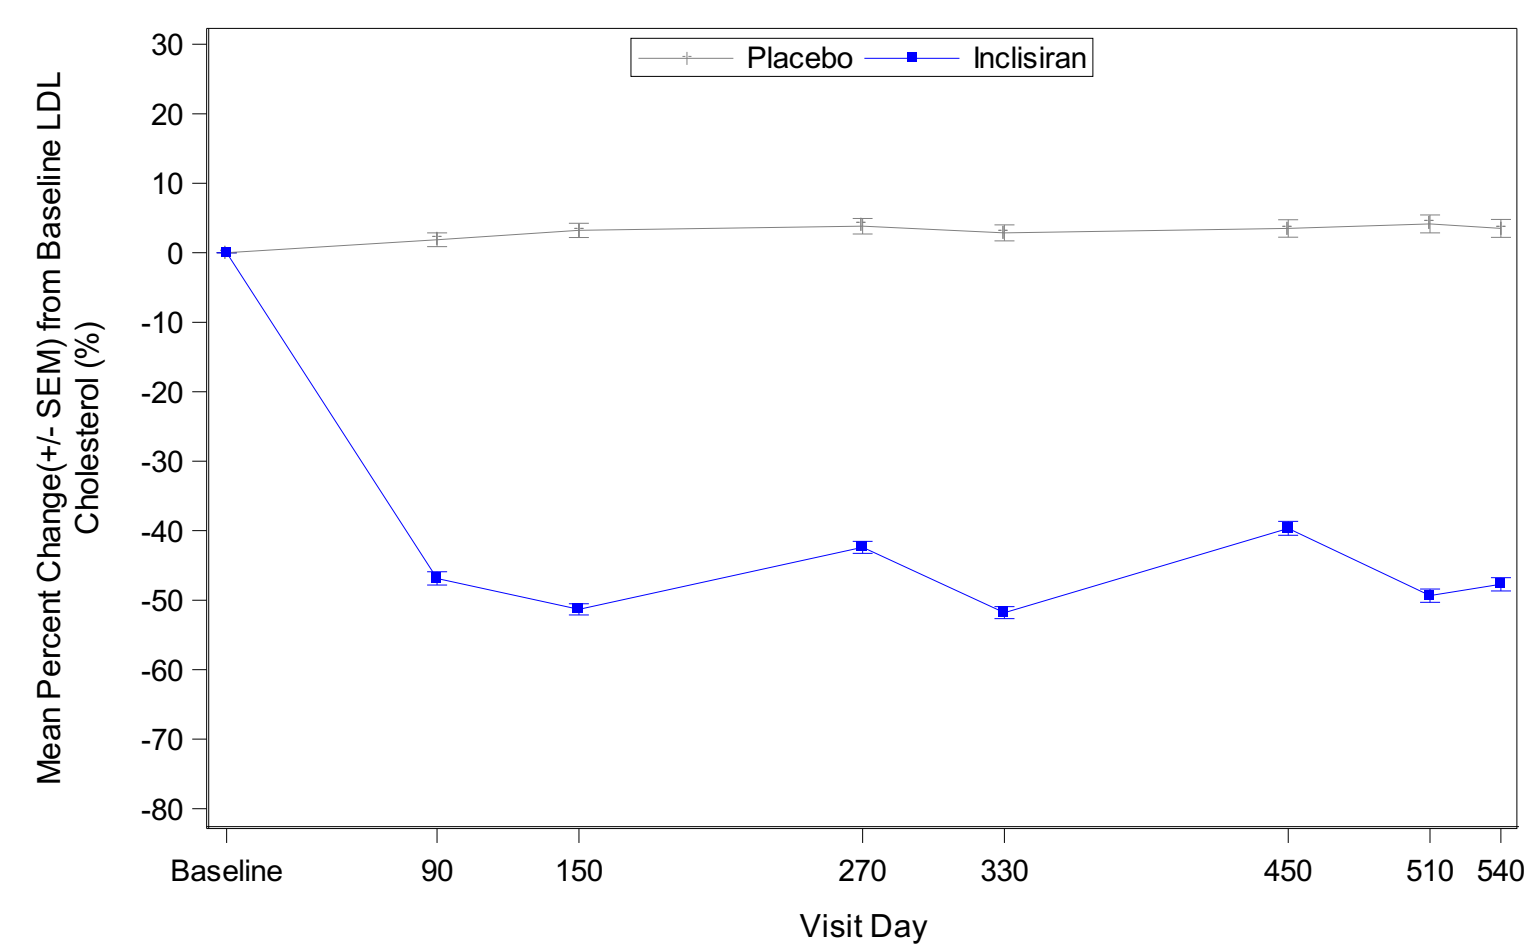 Mean Percent Change(+/- SEM) from Baseline LDL
Cholesterol (%)
30
20
10
0
-10
-20
-30
-40
-50
-60
-70
-80
Placebo Inclisiran
Baseline 90 150 270 330 450 510 540
Visit Day